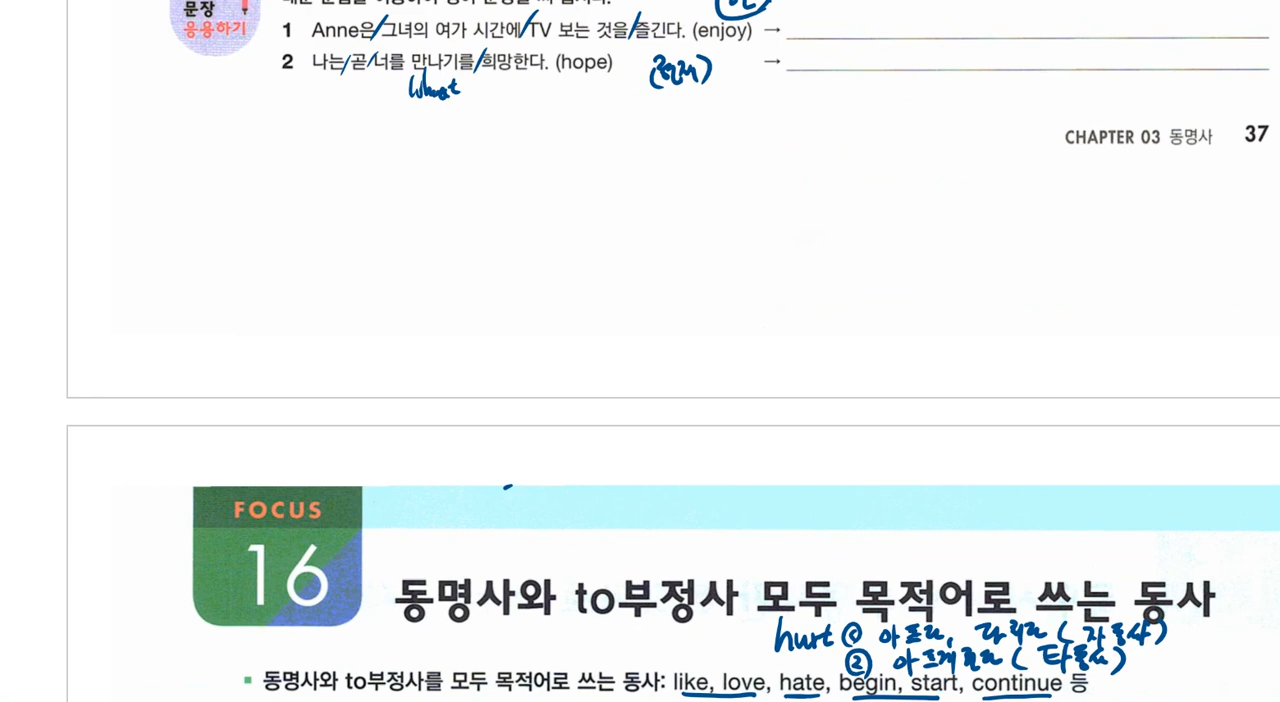 문장
응용하기
1 Anne은/그녀의 여가 시간에/TV 보는 것을/즐긴다. (enjoy) →
2 나는/곧/너를 만나기를/희망한다. (hope) →
CHAPTER 03 동명사 37
FOCUS
16
동명사와 to부정사 모두 목적어로 쓰는 동사
hurt ① 아프다, 다치다 (자동사)
② 아프게 한다 (타동사)
동명사와 to부정사를 모두 목적어로 쓰는 동사: like, love, hate, begin, start, continue 등